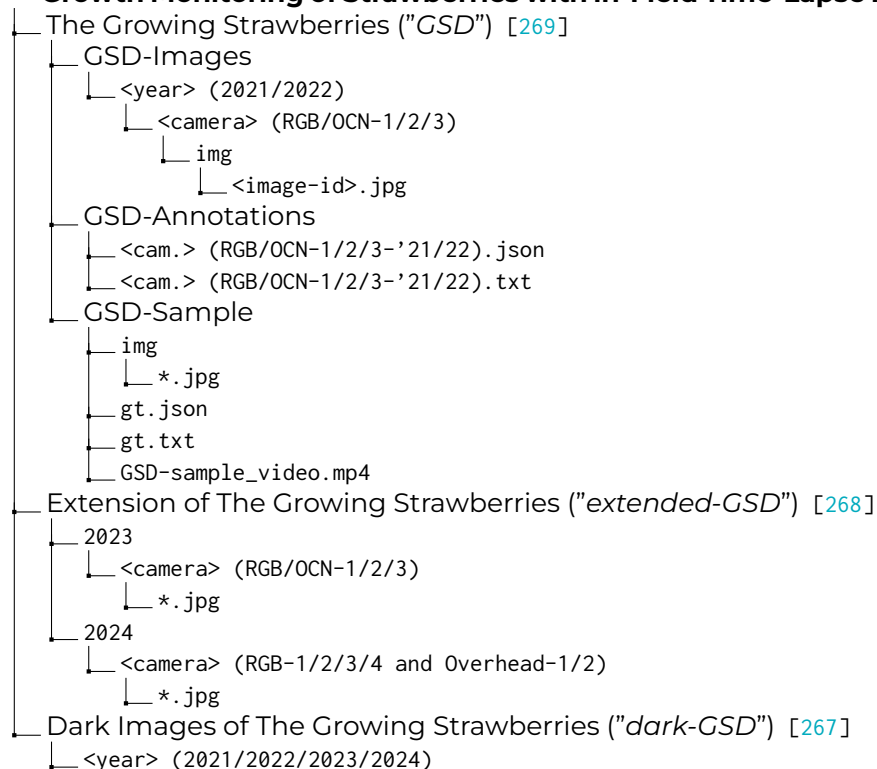 The Growing Strawberries ("GSD") [269]
GSD-Images
<year> (2021/2022)
<camera> (RGB/OCN-1/2/3)
img
<image-id>.jpg
GSD-Annotations
<cam.> (RGB/OCN-1/2/3-’21/22).json
<cam.> (RGB/OCN-1/2/3-’21/22).txt
GSD-Sample
img
*.jpg
gt.json
gt.txt
GSD-sample_video.mp4
Extension of The Growing Strawberries ("extended-GSD") [268]
2023
<camera> (RGB/OCN-1/2/3)
*.jpg
2024
<camera> (RGB-1/2/3/4 and Overhead-1/2)
*.jpg
Dark Images of The Growing Strawberries ("dark-GSD") [267]
<year> (2021/2022/2023/2024)